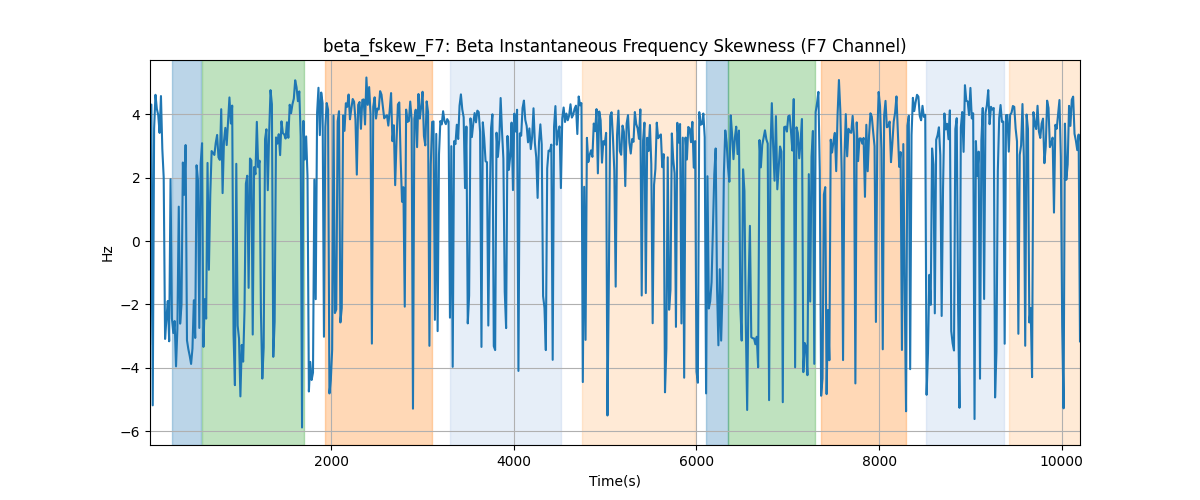 beta_fskew_F7: Beta Instantaneous Frequency Skewness (F7 Channel)
Hz
4
2
0
−2
−4
−6
2000 4000 6000 8000 10000
Time(s)